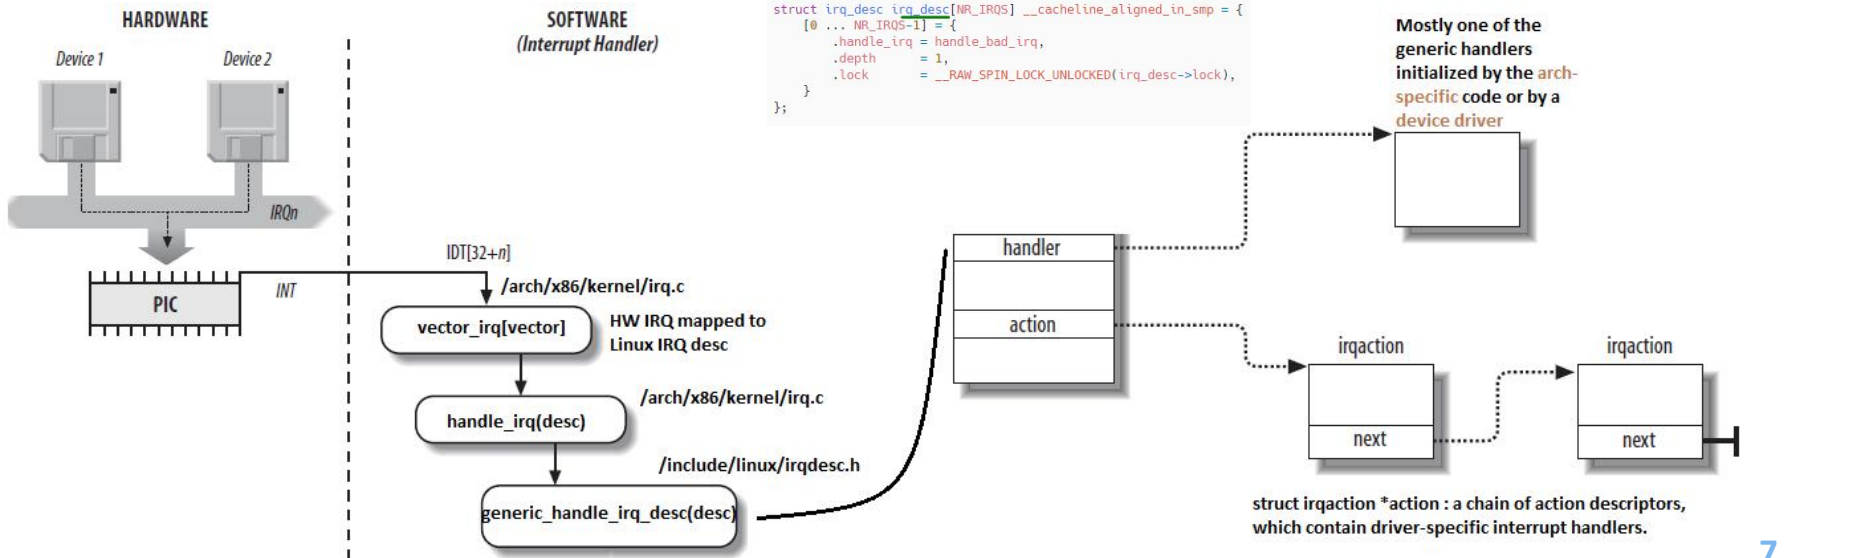 HARDWARE
Device 1
Device 2
IRQn
PIC
INT
SOFTWARE
(Interrupt Handler)
IDT[32+n]
/arch/x86/kernel/irq.c
vector_irq[vector]
HW IRQ mapped to
Linux IRQ desc
/arch/x86/kernel/irq.c
handle_irq(desc)
/include/linux/irqdesc.h
generic_handle_irq_desc(desc)
struct irq_desc irq_desc[NR_IRQS] __cacheline_aligned_in_smp = {
[0 ... NR_IRQS-1] = {
.handle_irq = handle_bad_irq,
.depth = 1,
.lock = __RAW_SPIN_LOCK_UNLOCKED(irq_desc->lock),
}
};
handler
action
Mostly one of the
generic handlers
initialized by the arch-
specific code or by a
device driver
irqaction
next
irqaction
next
struct irqaction *action : a chain of action descriptors,
which contain driver-specific interrupt handlers.
7